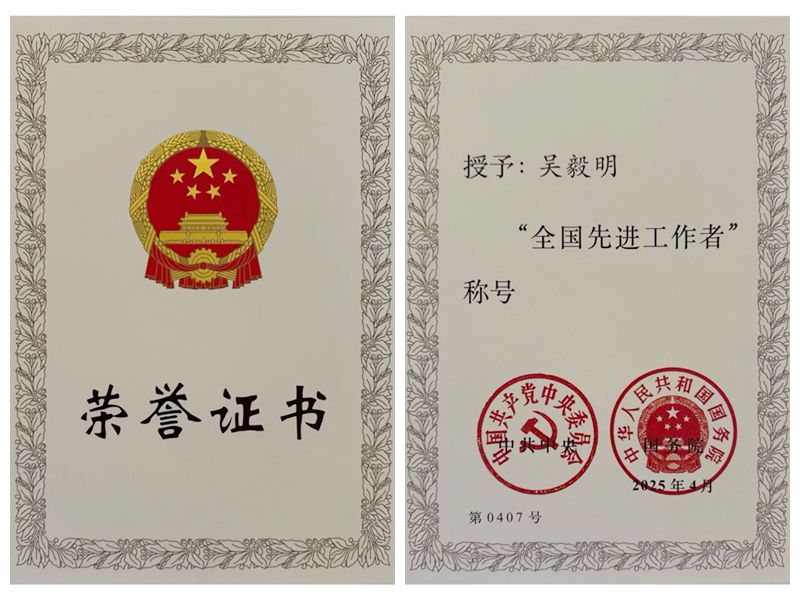 荣誉证书
授予：吴毅明
“全国先进工作者”
称号
中国共产党中央委员会
中共中央
中华人民共和国国务院
国务院
2025年4月
第0407号